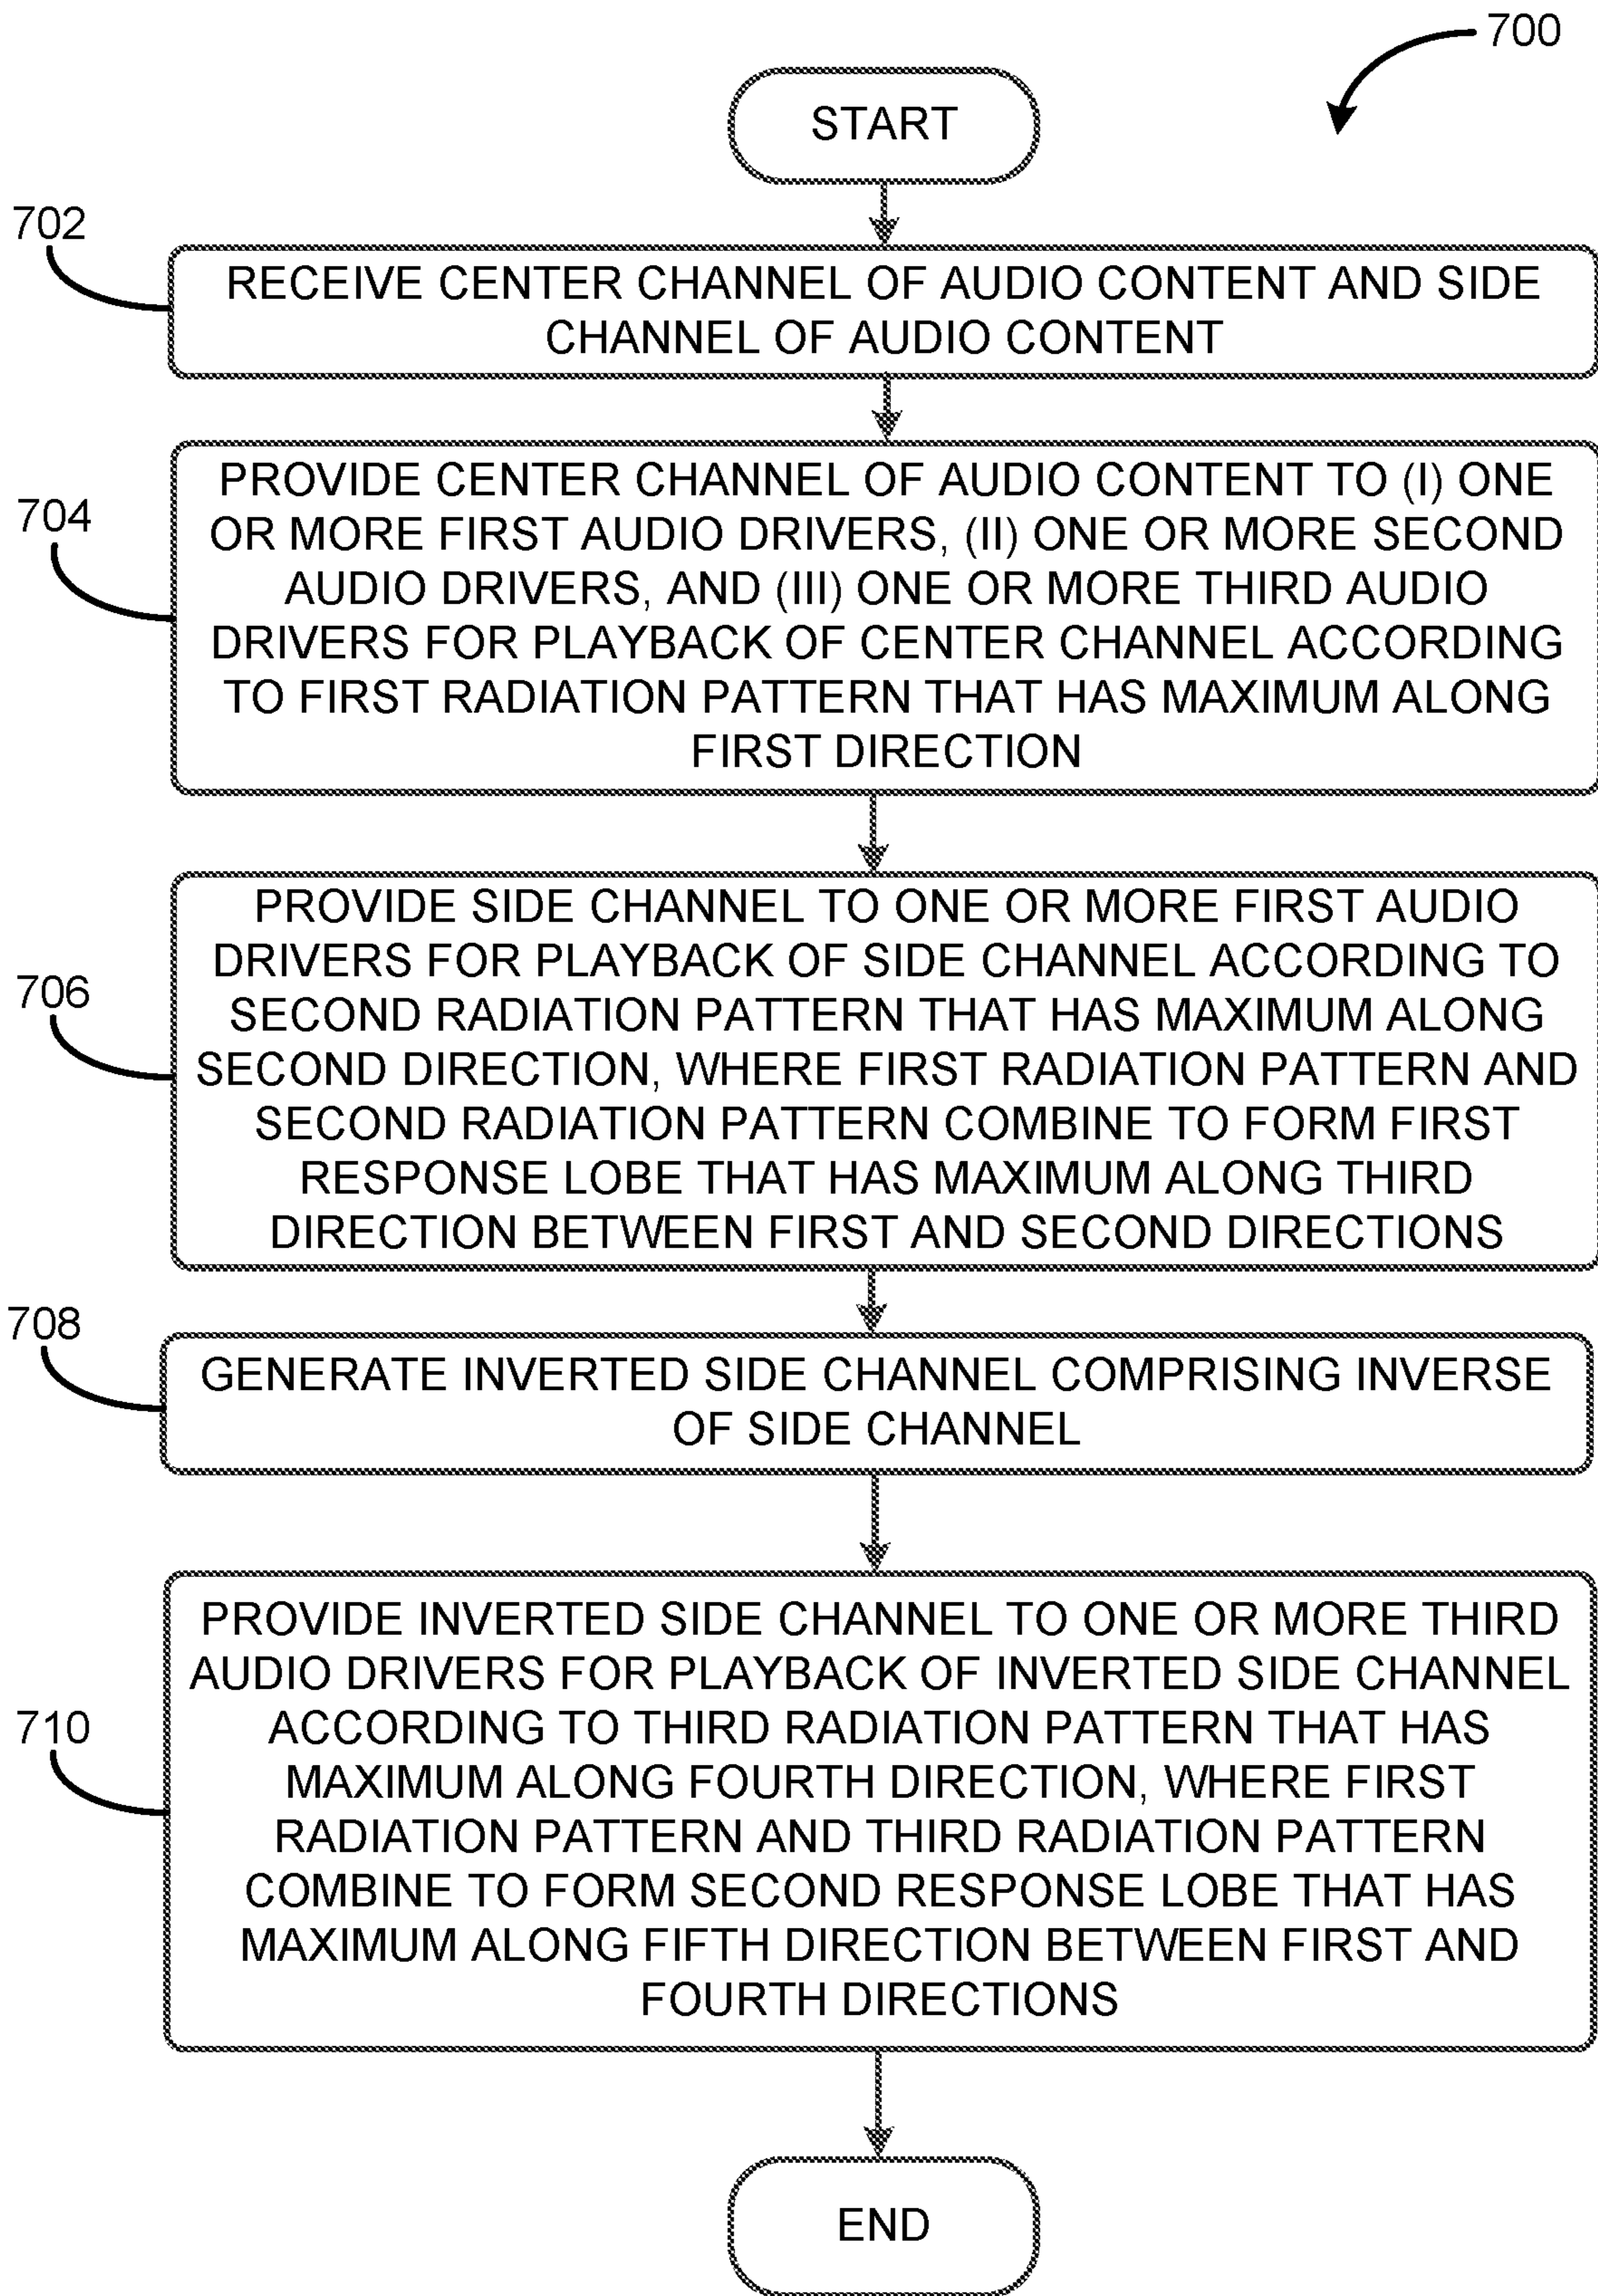 700
START
702
RECEIVE CENTER CHANNEL OF AUDIO CONTENT AND SIDE
CHANNEL OF AUDIO CONTENT
704
PROVIDE CENTER CHANNEL OF AUDIO CONTENT TO (I) ONE
OR MORE FIRST AUDIO DRIVERS, (II) ONE OR MORE SECOND
AUDIO DRIVERS, AND (III) ONE OR MORE THIRD AUDIO
DRIVERS FOR PLAYBACK OF CENTER CHANNEL ACCORDING
TO FIRST RADIATION PATTERN THAT HAS MAXIMUM ALONG
FIRST DIRECTION
706
PROVIDE SIDE CHANNEL TO ONE OR MORE FIRST AUDIO
DRIVERS FOR PLAYBACK OF SIDE CHANNEL ACCORDING TO
SECOND RADIATION PATTERN THAT HAS MAXIMUM ALONG
SECOND DIRECTION, WHERE FIRST RADIATION PATTERN AND
SECOND RADIATION PATTERN COMBINE TO FORM FIRST
RESPONSE LOBE THAT HAS MAXIMUM ALONG THIRD
DIRECTION BETWEEN FIRST AND SECOND DIRECTIONS
708
GENERATE INVERTED SIDE CHANNEL COMPRISING INVERSE
OF SIDE CHANNEL
710
PROVIDE INVERTED SIDE CHANNEL TO ONE OR MORE THIRD
AUDIO DRIVERS FOR PLAYBACK OF INVERTED SIDE CHANNEL
ACCORDING TO THIRD RADIATION PATTERN THAT HAS
MAXIMUM ALONG FOURTH DIRECTION, WHERE FIRST
RADIATION PATTERN AND THIRD RADIATION PATTERN
COMBINE TO FORM SECOND RESPONSE LOBE THAT HAS
MAXIMUM ALONG FIFTH DIRECTION BETWEEN FIRST AND
FOURTH DIRECTIONS
END